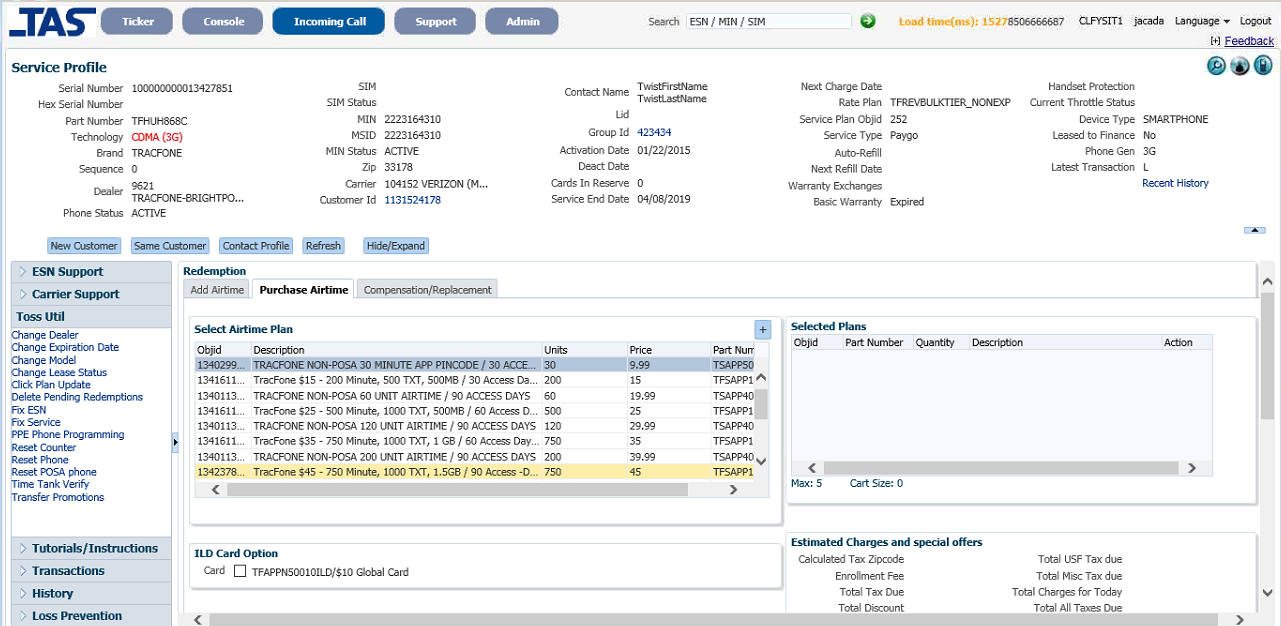 TAS Ticker Console Incoming Call Support Admin Search ESN / MIN / SIM Load time(ms): 15278506666687 CLFYSIT1 jacada Language Logout
[+] Feedback
Service Profile
Serial Number 100000000013427851
Hex Serial Number
Part Number TFHUH868C
Technology CDMA (3G)
Brand TRACFONE
Sequence 0
Dealer 9621
TRACFONE-BRIGHTPO...
Phone Status ACTIVE
SIM
SIM Status
MIN 2223164310
MSID 2223164310
MIN Status ACTIVE
Zip 33178
Carrier 104152 VERIZON (M...
Customer Id 1131524178
Contact Name TwistFirstName
TwistLastName
Lid
Group Id 423434
Activation Date 01/22/2015
Deact Date
Cards In Reserve 0
Service End Date 04/08/2019
Next Charge Date
Rate Plan TFREVBULKTIER_NONEXP
Service Plan Objid 252
Service Type Paygo
Auto-Refill
Next Refill Date
Warranty Exchanges
Basic Warranty Expired
Handset Protection
Current Throttle Status
Device Type SMARTPHONE
Leased to Finance No
Phone Gen 3G
Latest Transaction L
Recent History
New Customer Same Customer Contact Profile Refresh Hide/Expand
ESN Support
Carrier Support
Toss Util
Change Dealer
Change Expiration Date
Change Model
Change Lease Status
Click Plan Update
Delete Pending Redemptions
Fix ESN
Fix Service
PPE Phone Programming
Reset Counter
Reset Phone
Reset POSA phone
Time Tank Verify
Transfer Promotions
Tutorials/Instructions
Transactions
History
Loss Prevention
Redemption
Add Airtime Purchase Airtime Compensation/Replacement
Select Airtime Plan +
Objid Description Units Price Part Num
1340299... TRACFONE NON-POSA 30 MINUTE APP PINCODE / 30 ACCE... 30 9.99 TSAPP50
1341611... TracFone $15 - 200 Minute, 500 TXT, 500MB / 30 Access Da... 200 15 TFSAPP1
1340113... TRACFONE NON-POSA 60 UNIT AIRTIME / 90 ACCESS DAYS 60 19.99 TSAPP40
1341611... TracFone $25 - 500 Minute, 1000 TXT, 500MB / 60 Access D... 500 25 TFSAPP1
1340113... TRACFONE NON-POSA 120 UNIT AIRTIME / 90 ACCESS DAYS 120 29.99 TSAPP40
1341611... TracFone $35 - 750 Minute, 1000 TXT, 1 GB / 60 Access Day... 750 35 TFSAPP1
1340113... TRACFONE NON-POSA 200 UNIT AIRTIME / 90 ACCESS DAYS 200 39.99 TSAPP40
1342378... TracFone $45 - 750 Minute, 1000 TXT, 1.5GB / 90 Access -D... 750 45 TFSAPP1
ILD Card Option
Card TFAPPN50010ILD/$10 Global Card
Selected Plans
Objid Part Number Quantity Description Action
Max: 5 Cart Size: 0
Estimated Charges and special offers
Calculated Tax Zipcode Total USF Tax due
Enrollment Fee Total Misc Tax due
Total Tax Due Total Charges for Today
Total Discount Total All Taxes Due